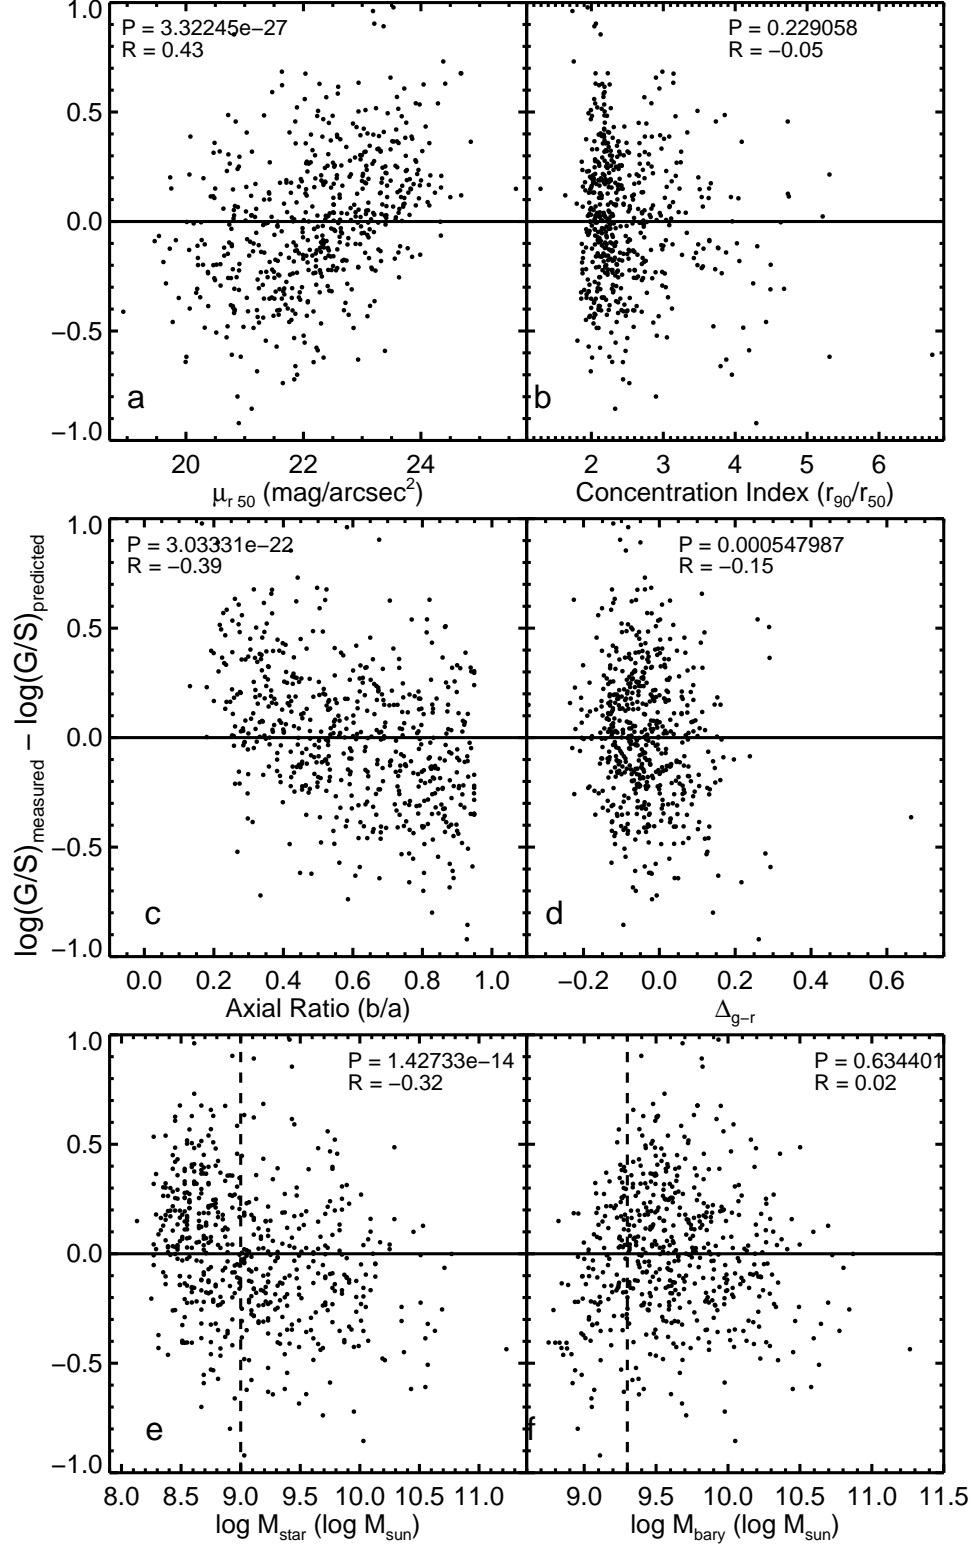 1.0
0.5
0.0
−0.5
−1.0
P = 3.32245e−27
R = 0.43
a
20 22 24
μr 50 (mag/arcsec2)
P = 0.229058
R = −0.05
b
2 3 4 5 6
Concentration Index (r90/r50)
log(G/S)measured − log(G/S)predicted
1.0
0.5
0.0
−0.5
−1.0
P = 3.03331e−22
R = −0.39
c
0.0 0.2 0.4 0.6 0.8 1.0
Axial Ratio (b/a)
P = 0.000547987
R = −0.15
d
−0.2 0.0 0.2 0.4 0.6
Δg−r
1.0
0.5
0.0
−0.5
−1.0
P = 1.42733e−14
R = −0.32
e
8.0 8.5 9.0 9.5 10.0 10.5 11.0
log Mstar (log Msun)
P = 0.634401
R = 0.02
f
9.0 9.5 10.0 10.5 11.0 11.5
log Mbary (log Msun)